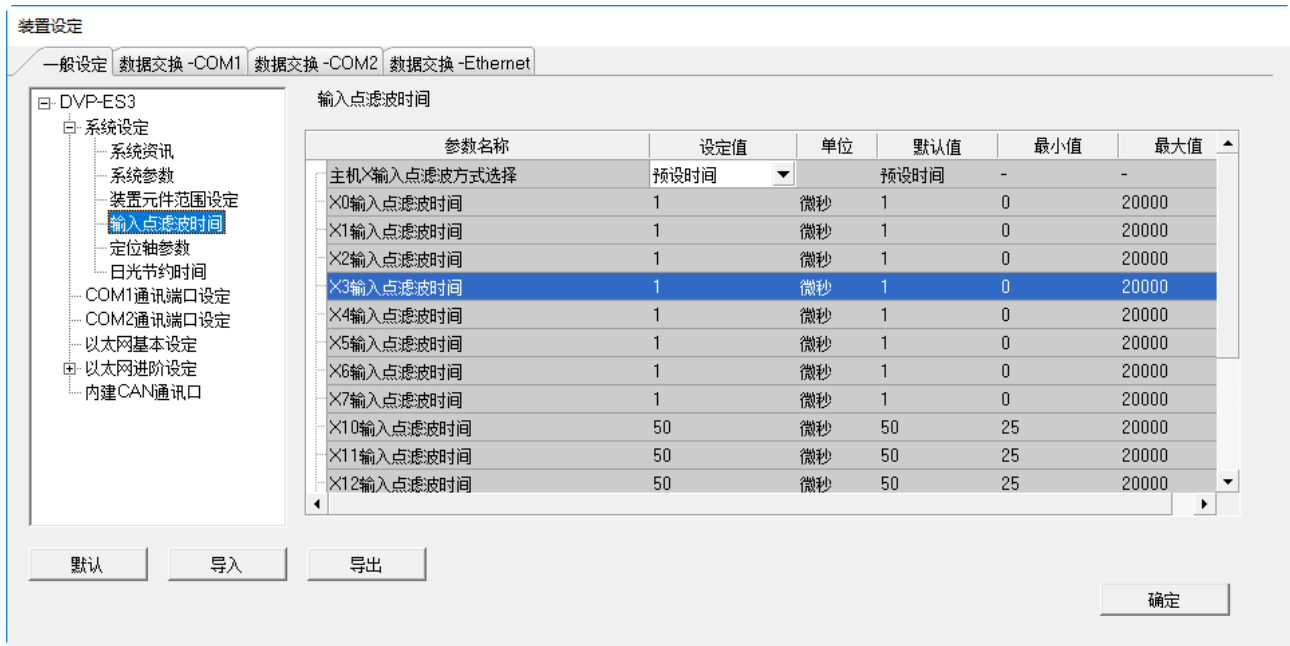 装置设定
一般设定 数据交换 -COM1 数据交换 -COM2 数据交换 -Ethernet
DVP-ES3
系统设定
系统资讯
系统参数
装置元件范围设定
输入点滤波时间
定位轴参数
日光节约时间
COM1通讯端口设定
COM2通讯端口设定
以太网基本设定
以太网进阶设定
内建CAN通讯口
输入点滤波时间
参数名称 设定值 单位 默认值 最小值 最大值
主机X输入点滤波方式选择 预设时间 预设时间 - -
X0输入点滤波时间 1 微秒 1 0 20000
X1输入点滤波时间 1 微秒 1 0 20000
X2输入点滤波时间 1 微秒 1 0 20000
X3输入点滤波时间 1 微秒 1 0 20000
X4输入点滤波时间 1 微秒 1 0 20000
X5输入点滤波时间 1 微秒 1 0 20000
X6输入点滤波时间 1 微秒 1 0 20000
X7输入点滤波时间 1 微秒 1 0 20000
X10输入点滤波时间 50 微秒 50 25 20000
X11输入点滤波时间 50 微秒 50 25 20000
X12输入点滤波时间 50 微秒 50 25 20000
默认 导入 导出
确定